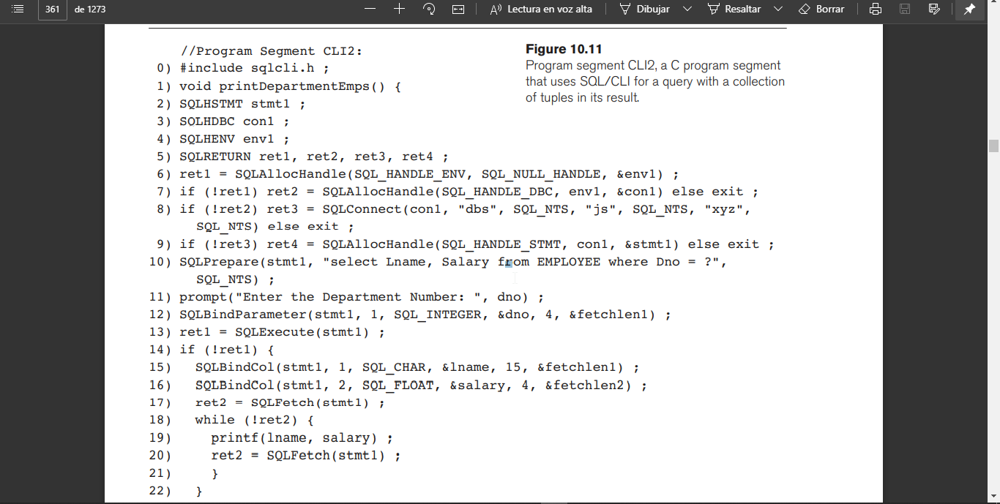 361 de 1273 Lectura en voz alta Dibujar Resaltar Borrar
//Program Segment CLI2:
0) #include sqlcli.h ;
1) void printDepartmentEmps() {
2) SQLHSTMT stmt1 ;
3) SQLHDBC con1 ;
4) SQLHENV env1 ;
5) SQLRETURN ret1, ret2, ret3, ret4 ;
6) ret1 = SQLAllocHandle(SQL_HANDLE_ENV, SQL_NULL_HANDLE, &env1) ;
7) if (!ret1) ret2 = SQLAllocHandle(SQL_HANDLE_DBC, env1, &con1) else exit ;
8) if (!ret2) ret3 = SQLConnect(con1, "dbs", SQL_NTS, "js", SQL_NTS, "xyz",
SQL_NTS) else exit ;
9) if (!ret3) ret4 = SQLAllocHandle(SQL_HANDLE_STMT, con1, &stmt1) else exit ;
10) SQLPrepare(stmt1, "select Lname, Salary from EMPLOYEE where Dno = ?",
SQL_NTS) ;
11) prompt("Enter the Department Number: ", dno) ;
12) SQLBindParameter(stmt1, 1, SQL_INTEGER, &dno, 4, &fetchlen1) ;
13) ret1 = SQLExecute(stmt1) ;
14) if (!ret1) {
15) SQLBindCol(stmt1, 1, SQL_CHAR, &lname, 15, &fetchlen1) ;
16) SQLBindCol(stmt1, 2, SQL_FLOAT, &salary, 4, &fetchlen2) ;
17) ret2 = SQLFetch(stmt1) ;
18) while (!ret2) {
19) printf(lname, salary) ;
20) ret2 = SQLFetch(stmt1) ;
21) }
22) }
Figure 10.11
Program segment CLI2, a C program segment
that uses SQL/CLI for a query with a collection
of tuples in its result.